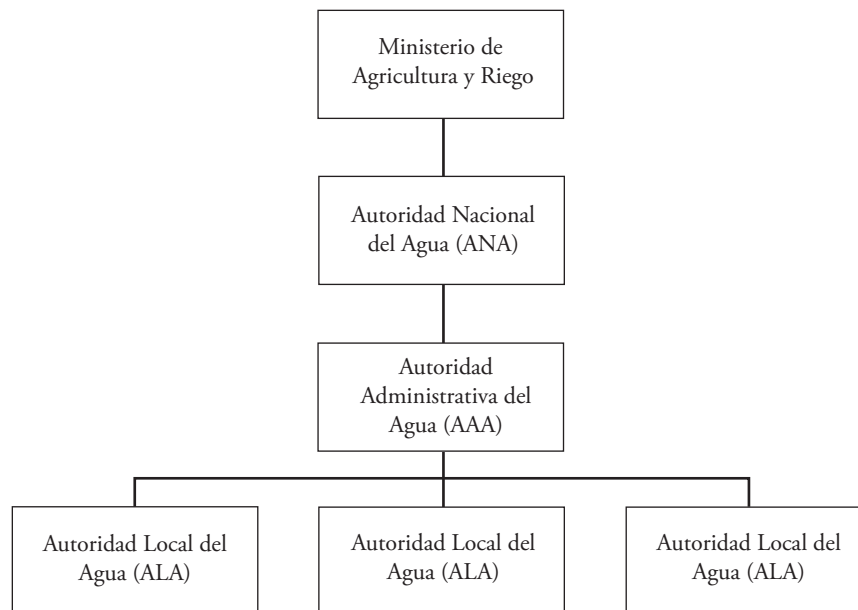 Ministerio de
Agricultura y Riego
Autoridad Nacional
del Agua (ANA)
Autoridad
Administrativa del
Agua (AAA)
Autoridad Local del
Agua (ALA)
Autoridad Local del
Agua (ALA)
Autoridad Local del
Agua (ALA)